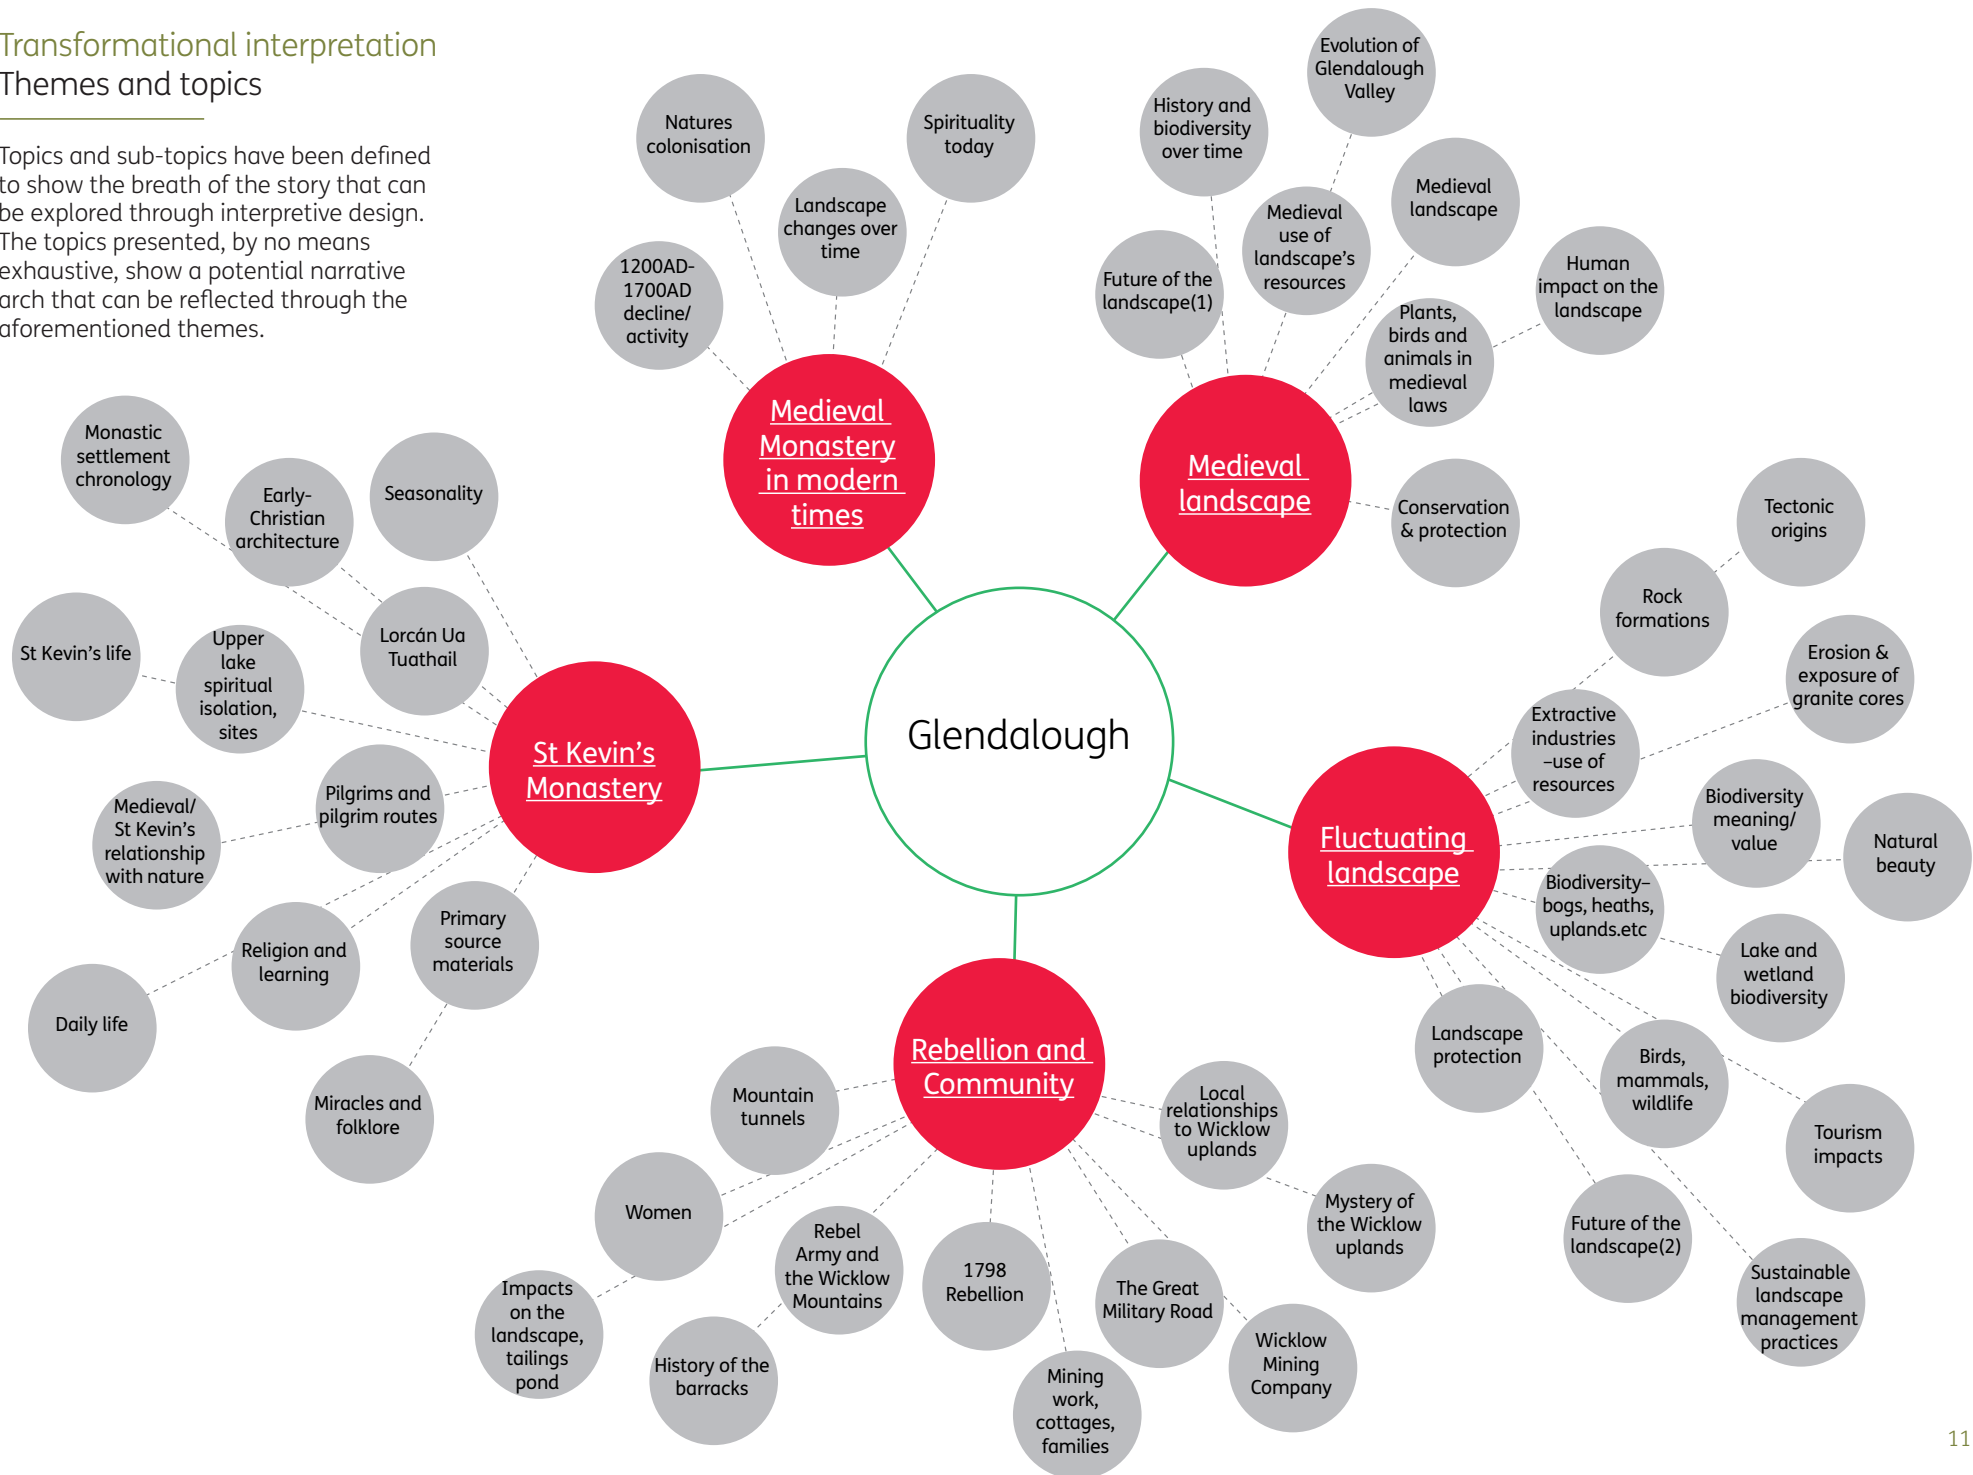 Transformational interpretation
Themes and topics
Topics and sub-topics have been defined
to show the breath of the story that can
be explored through interpretive design.
The topics presented, by no means
exhaustive, show a potential narrative
arch that can be reflected through the
aforementioned themes.
Glendalough
Medieval
Monastery
in modern
times
1200AD-
1700AD
decline/
activity
Natures
colonisation
Landscape
changes over
time
Spirituality
today
Medieval
landscape
Future of the
landscape(1)
History and
biodiversity
over time
Evolution of
Glendalough
Valley
Medieval
use of
landscape’s
resources
Medieval
landscape
Human
impact on the
landscape
Plants,
birds and
animals in
medieval
laws
Conservation
& protection
St Kevin’s
Monastery
Monastic
settlement
chronology
Early-
Christian
architecture
Seasonality
Lorcán Ua
Tuathail
St Kevin’s life
Upper
lake
spiritual
isolation,
sites
Pilgrims and
pilgrim routes
Medieval/
St Kevin’s
relationship
with nature
Religion and
learning
Primary
source
materials
Daily life
Miracles and
folklore
Fluctuating
landscape
Tectonic
origins
Rock
formations
Erosion &
exposure of
granite cores
Extractive
industries
–use of
resources
Biodiversity
meaning/
value
Natural
beauty
Biodiversity–
bogs, heaths,
uplands.etc
Lake and
wetland
biodiversity
Landscape
protection
Birds,
mammals,
wildlife
Tourism
impacts
Future of the
landscape(2)
Sustainable
landscape
management
practices
Rebellion and
Community
Mountain
tunnels
Women
Impacts
on the
landscape,
tailings
pond
Rebel
Army and
the Wicklow
Mountains
History of the
barracks
1798
Rebellion
Mining
work,
cottages,
families
The Great
Military Road
Wicklow
Mining
Company
Local
relationships
to Wicklow
uplands
Mystery of
the Wicklow
uplands
11